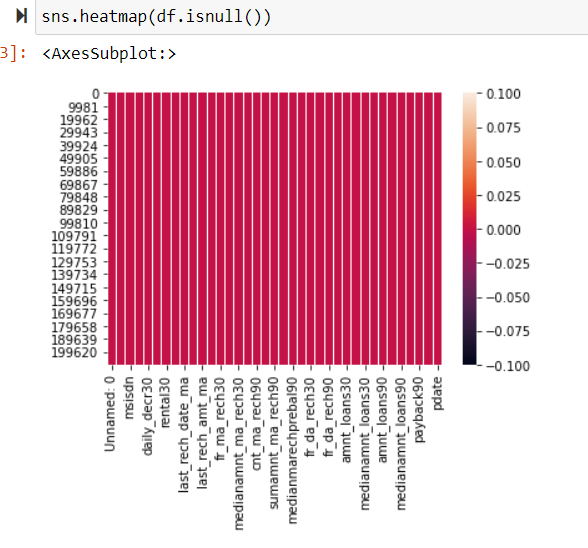 sns.heatmap(df.isnull())
3]: <AxesSubplot:>
0
9981
19962
29943
39924
49905
59886
69867
79848
89829
99810
109791
119772
129753
139734
149715
159696
169677
179658
189639
199620
0.100
0.075
0.050
0.025
0.000
−0.025
−0.050
−0.075
−0.100
Unnamed: 0
msisdn
daily_decr30
rental30
last_rech_date_ma
last_rech_amt_ma
fr_ma_rech30
medianamnt_ma_rech30
cnt_ma_rech90
sumamnt_ma_rech90
medianmarechprebal90
fr_da_rech30
fr_da_rech90
amnt_loans30
medianamnt_loans30
amnt_loans90
medianamnt_loans90
payback90
pdate